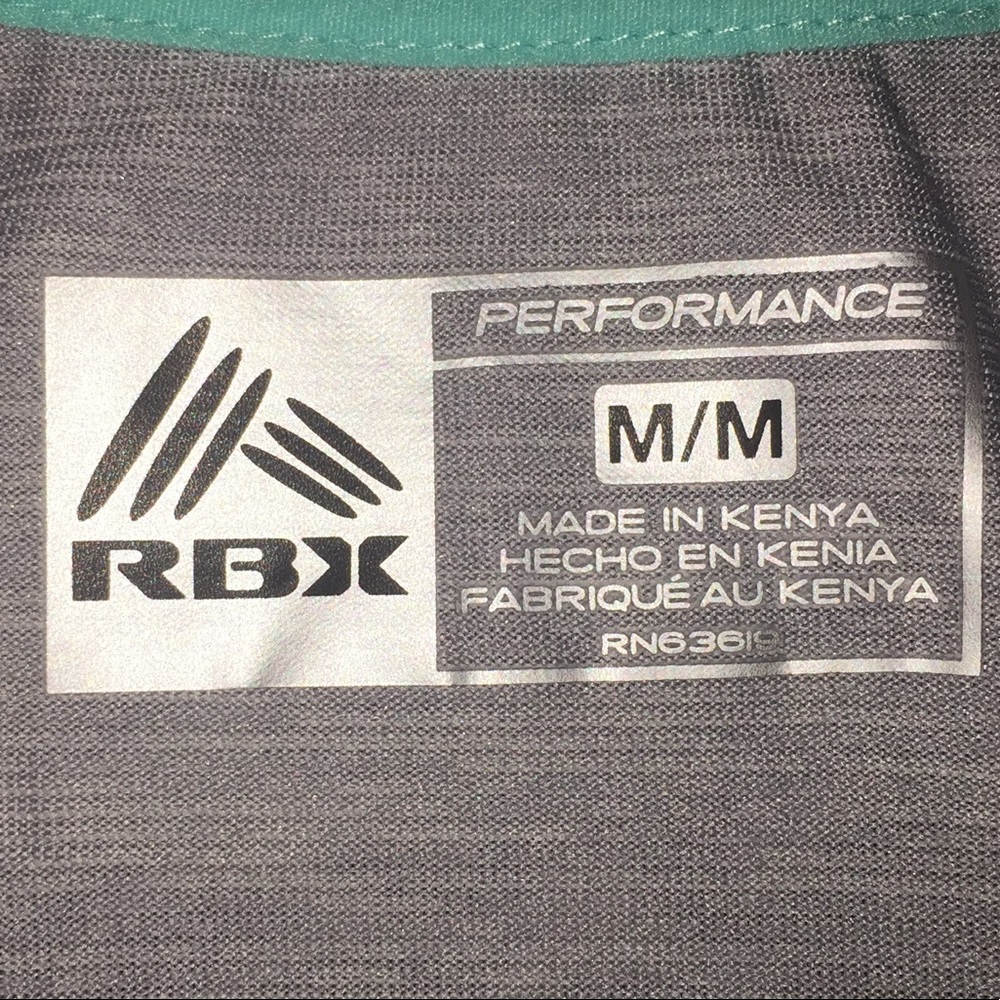 RBX
PERFORMANCE
M/M
MADE IN KENYA
HECHO EN KENIA
FABRIQUÉ AU KENYA
RN63619